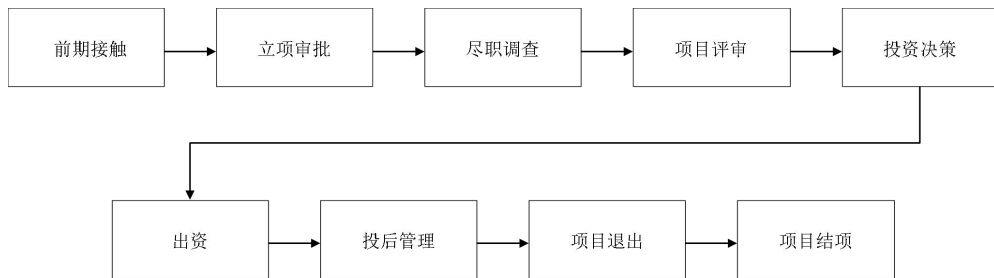 前期接触
立项审批
尽职调查
项目评审
投资决策
出资
投后管理
项目退出
项目结项